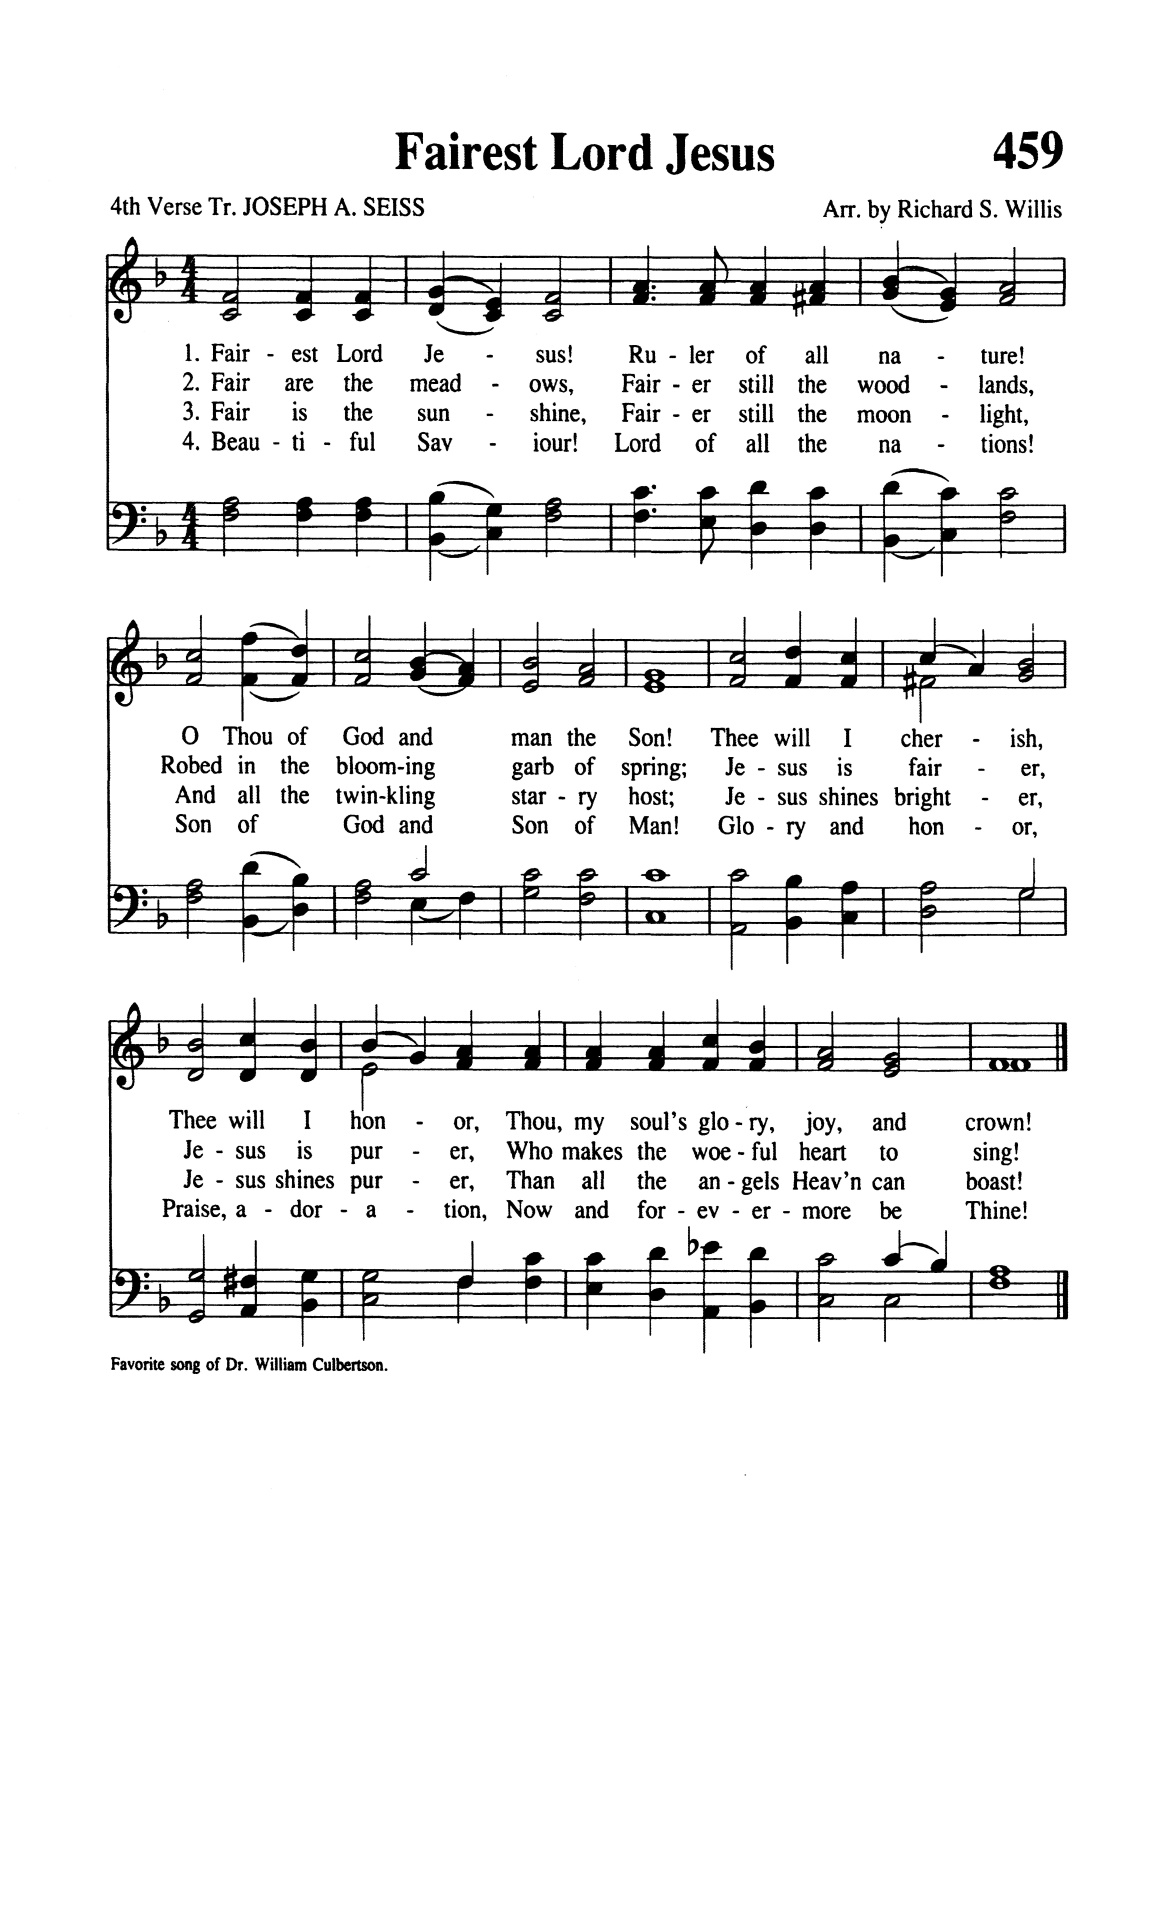 Fairest Lord Jesus 459
4th Verse Tr. JOSEPH A. SEISS Arr. by Richard S. Willis
1. Fair - est Lord Je - sus! Ru - ler of all na - ture!
2. Fair are the mead - ows, Fair - er still the wood - lands,
3. Fair is the sun - shine, Fair - er still the moon - light,
4. Beau - ti - ful Sav - iour! Lord of all the na - tions!
O Thou of God and man the Son! Thee will I cher - ish,
Robed in the bloom-ing garb of spring; Je - sus is fair - er,
And all the twin-kling star - ry host; Je - sus shines bright - er,
Son of God and Son of Man! Glo - ry and hon - or,
Thee will I hon - or, Thou, my soul's glo - ry, joy, and crown!
Je - sus is pur - er, Who makes the woe - ful heart to sing!
Je - sus shines pur - er, Than all the an - gels Heav'n can boast!
Praise, a - dor - a - tion, Now and for - ev - er - more be Thine!
Favorite song of Dr. William Culbertson.